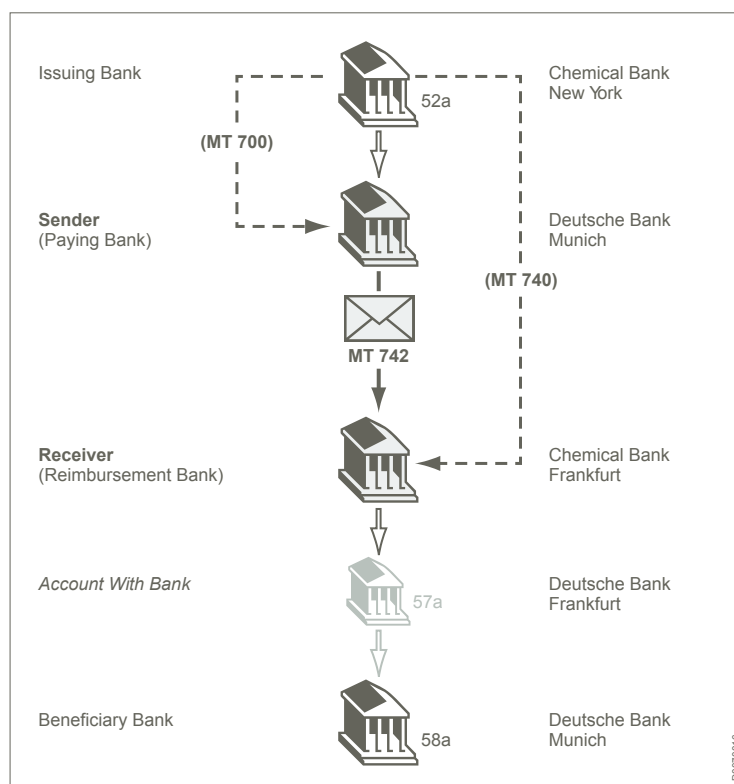 Issuing Bank
Chemical Bank
New York
52a
(MT 700)
Sender
(Paying Bank)
Deutsche Bank
Munich
(MT 740)
MT 742
Receiver
(Reimbursement Bank)
Chemical Bank
Frankfurt
Account With Bank
57a
Deutsche Bank
Frankfurt
Beneficiary Bank
58a
Deutsche Bank
Munich